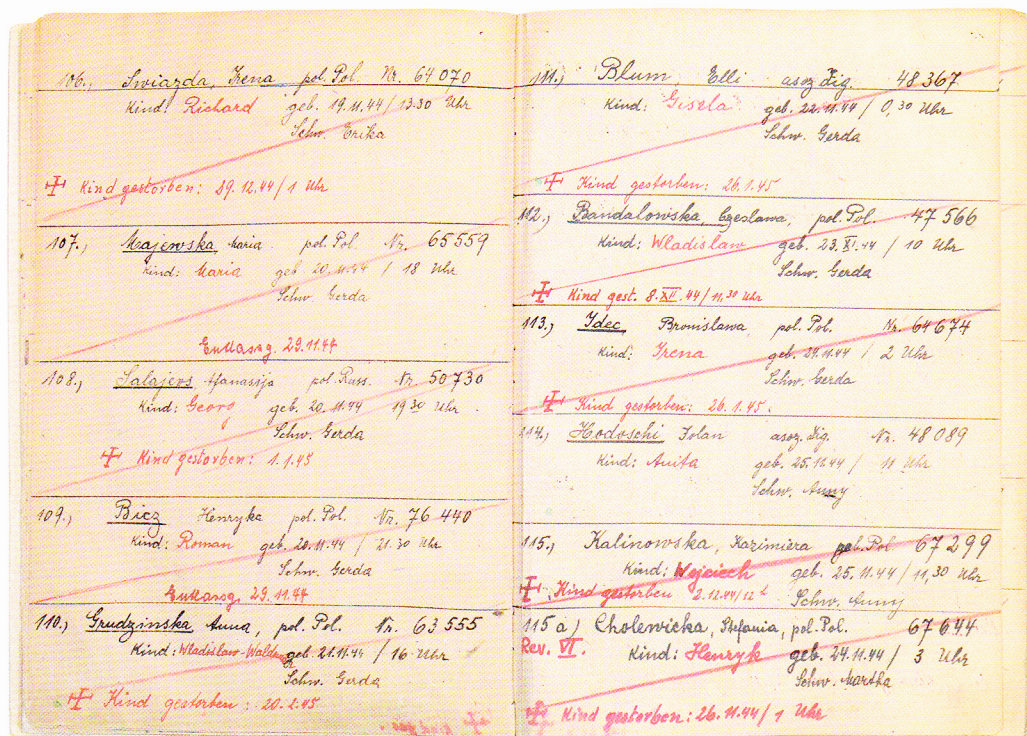 106., Swiazda, Irena pol. Pol. Nr. 64070
Kind: Richard geb. 19.11.44 / 13.30 Uhr
Schw. Erika
Kind gestorben: 29.12.44 / 1 Uhr
107., Majewska, Maria pol. Pol. Nr. 65559
Kind: Maria geb 20.11.44 / 18 Uhr
Schw. Gerda
29.11.44
108., Salajevs Afanasija pol. Russ. Nr. 50730
Kind: Georg geb. 20.11.44 19 30 Uhr
Schw. Gerda
Kind gestorben: 1.1.45
109., Bicz Henryka pol. Pol. Nr. 76 440
Kind: Roman geb. 20.11.44 / 21.30 Uhr
Schw. Gerda
29.11.44
110.) Grudzinska Anna, pol. Pol. Nr. 63555
Kind: Wladislaw-Walde geb. 21.11.44 / 16 Uhr
Schw. Gerda
Kind gestorben: 20.2.45
111.) Blum Elli asoz. Zig. 48367
Kind: Gisela geb. 22.11.44 / 0,30 Uhr
Schw. Gerda
Kind gestorben: 26.1.45
112.) Bandalowska, Czeslawa, pol. Pol. 47566
Kind: Wladislaw geb. 23.XI.44 / 10 Uhr
Schw. Gerda
Kind gest. 8.XII.44 / 11,30 Uhr
113.) Idec Bronislawa pol. Pol. Nr. 64674
Kind: Irena geb. 24.11.44 / 2 Uhr
Schw. Gerda
Kind gestorben: 26.1.45.
114., Hodoschi Jolan asoz. Zig. Nr. 48089
Kind: Anita geb. 25.11.44 / 11 Uhr
Schw. Anny
115.) Kalinowska, Kazimiera Pol 67299
Kind: Wojciech geb. 25.11.44 / 11,30 Uhr
Kind gestorben 2.12.44/12 h Schw. Anny
115a) Cholewicka, Stefania, pol. Pol. 67644
Rev. VI. Kind: Henryk geb. 24.11.44 / 3 Uhr
Schw. Martha
Kind gestorben: 26.11.44 / 1 Uhr